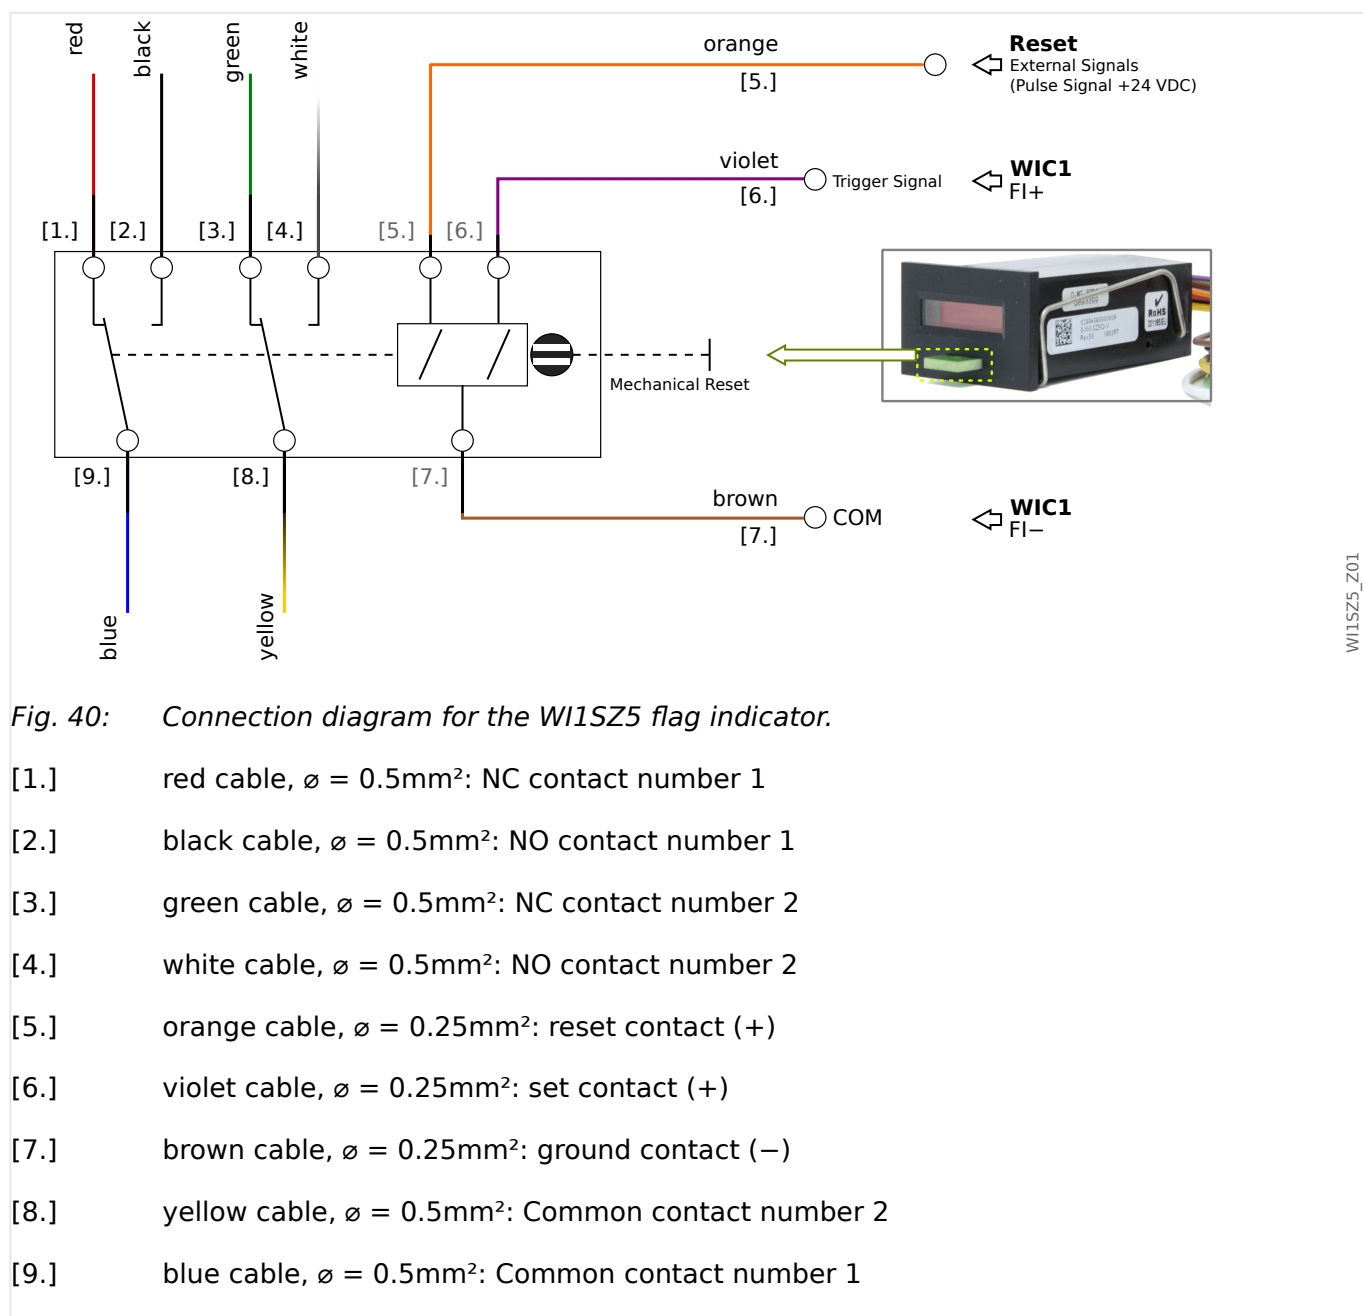 red
black
green
white
orange
[5.]
Reset
External Signals
(Pulse Signal +24 VDC)
violet
[6.]
Trigger Signal
WIC1
FI+
[1.] [2.] [3.] [4.] [5.] [6.]
RoHS
Mechanical Reset
[9.] [8.] [7.]
brown
[7.]
COM
WIC1
FI−
blue
yellow
WI1SZ5_Z01
Fig. 40: Connection diagram for the WI1SZ5 flag indicator.
[1.] red cable, ⌀ = 0.5mm²: NC contact number 1
[2.] black cable, ⌀ = 0.5mm²: NO contact number 1
[3.] green cable, ⌀ = 0.5mm²: NC contact number 2
[4.] white cable, ⌀ = 0.5mm²: NO contact number 2
[5.] orange cable, ⌀ = 0.25mm²: reset contact (+)
[6.] violet cable, ⌀ = 0.25mm²: set contact (+)
[7.] brown cable, ⌀ = 0.25mm²: ground contact (−)
[8.] yellow cable, ⌀ = 0.5mm²: Common contact number 2
[9.] blue cable, ⌀ = 0.5mm²: Common contact number 1